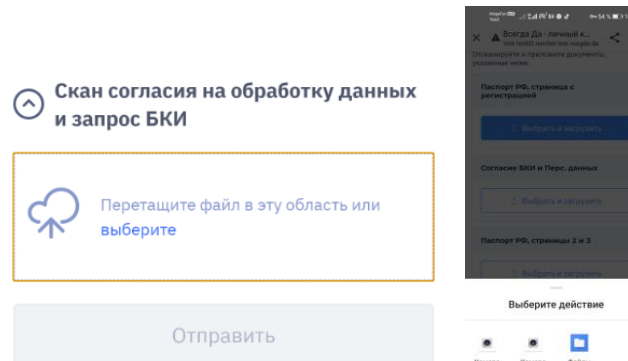 Скан согласия на обработку данных
и запрос БКИ
Перетащите файл в эту область или
выберите
Отправить
Всегда Да - личный к...
Отсканируйте и приложите документы,
указанные ниже.
Паспорт РФ, страница с
регистрацией
Выбрать и загрузить
Согласие БКИ и Перс. данных
Выбрать и загрузить
Паспорт РФ, страницы 2 и 3
Выбрать и загрузить
Выберите действие